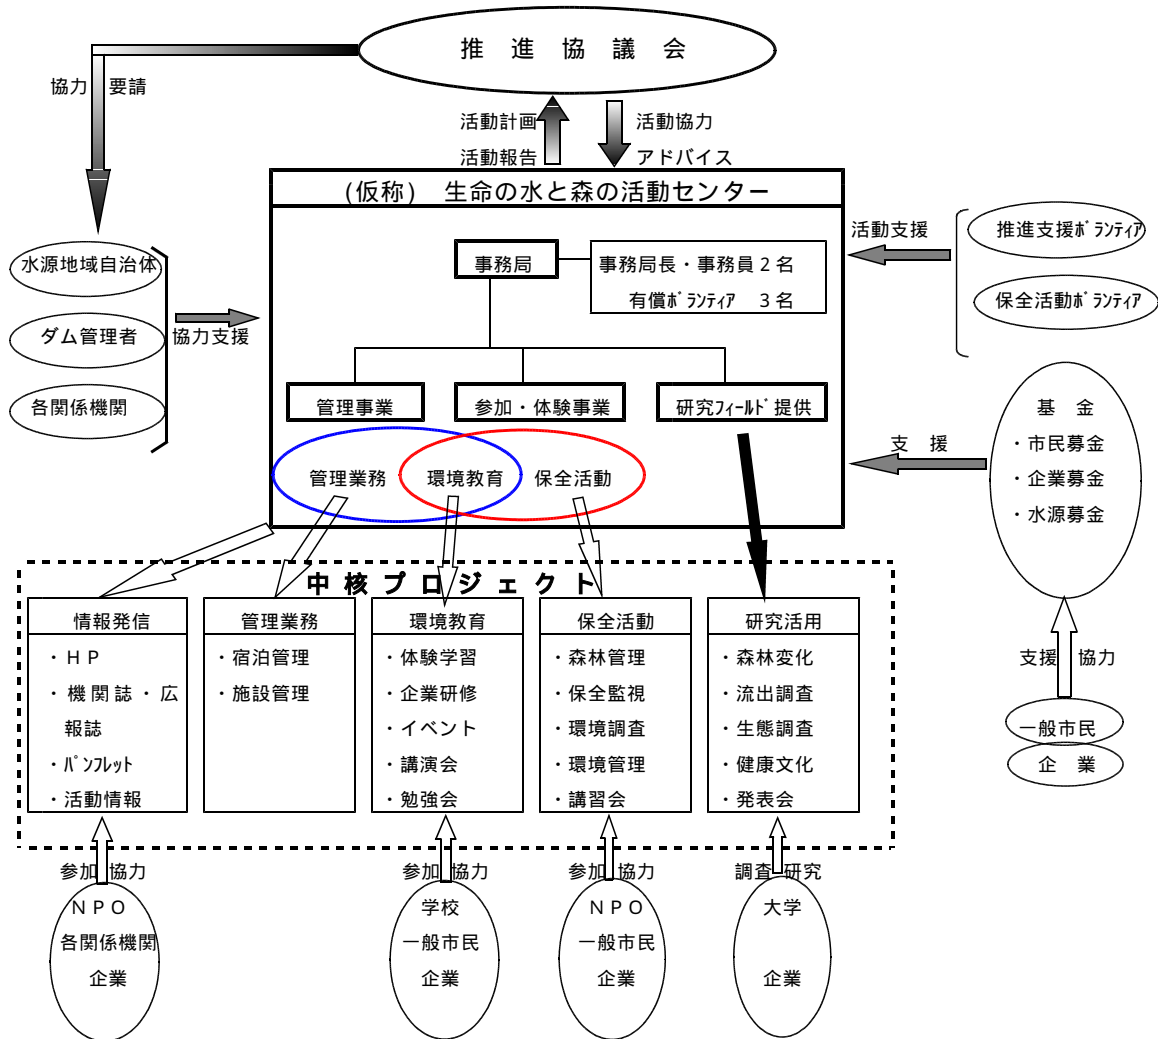 推進協議会
協力 要請
活動計画
活動報告
活動協力
アドバイス
(仮称) 生命の水と森の活動センター
事務局
事務局長・事務員2名
有償ボランティア 3名
活動支援
推進支援ボランティア
保全活動ボランティア
水源地域自治体
ダム管理者
各関係機関
協力支援
管理事業
参加・体験事業
研究フィールド提供
管理業務
環境教育
保全活動
支 援
基 金
・市民募金
・企業募金
・水源募金
支援 協力
一般市民
企 業
中核プロジェクト
情報発信
・HP
・機関誌・広
報誌
・パンフレット
・活動情報
管理業務
・宿泊管理
・施設管理
環境教育
・体験学習
・企業研修
・イベント
・講演会
・勉強会
保全活動
・森林管理
・保全監視
・環境調査
・環境管理
・講習会
研究活用
・森林変化
・流出調査
・生態調査
・健康文化
・発表会
参加 協力
NPO
各関係機関
企業
参加 協力
学校
一般市民
企業
参加 協力
NPO
一般市民
企業
調査 研究
大学
企業